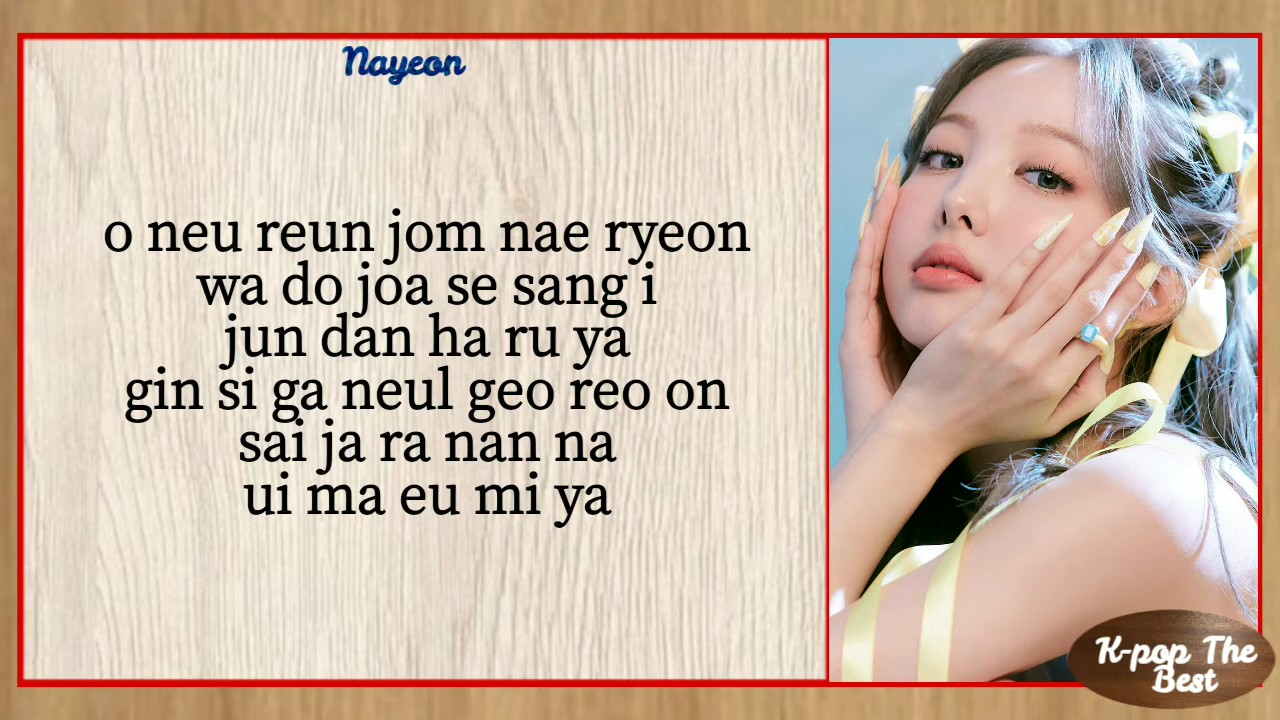 Nayeon
o neu reun jom nae ryeon
wa do joa se sang i
jun dan ha ru ya
gin si ga neul geo reo on
sai ja ra nan na
ui ma eu mi ya
K-pop The
Best